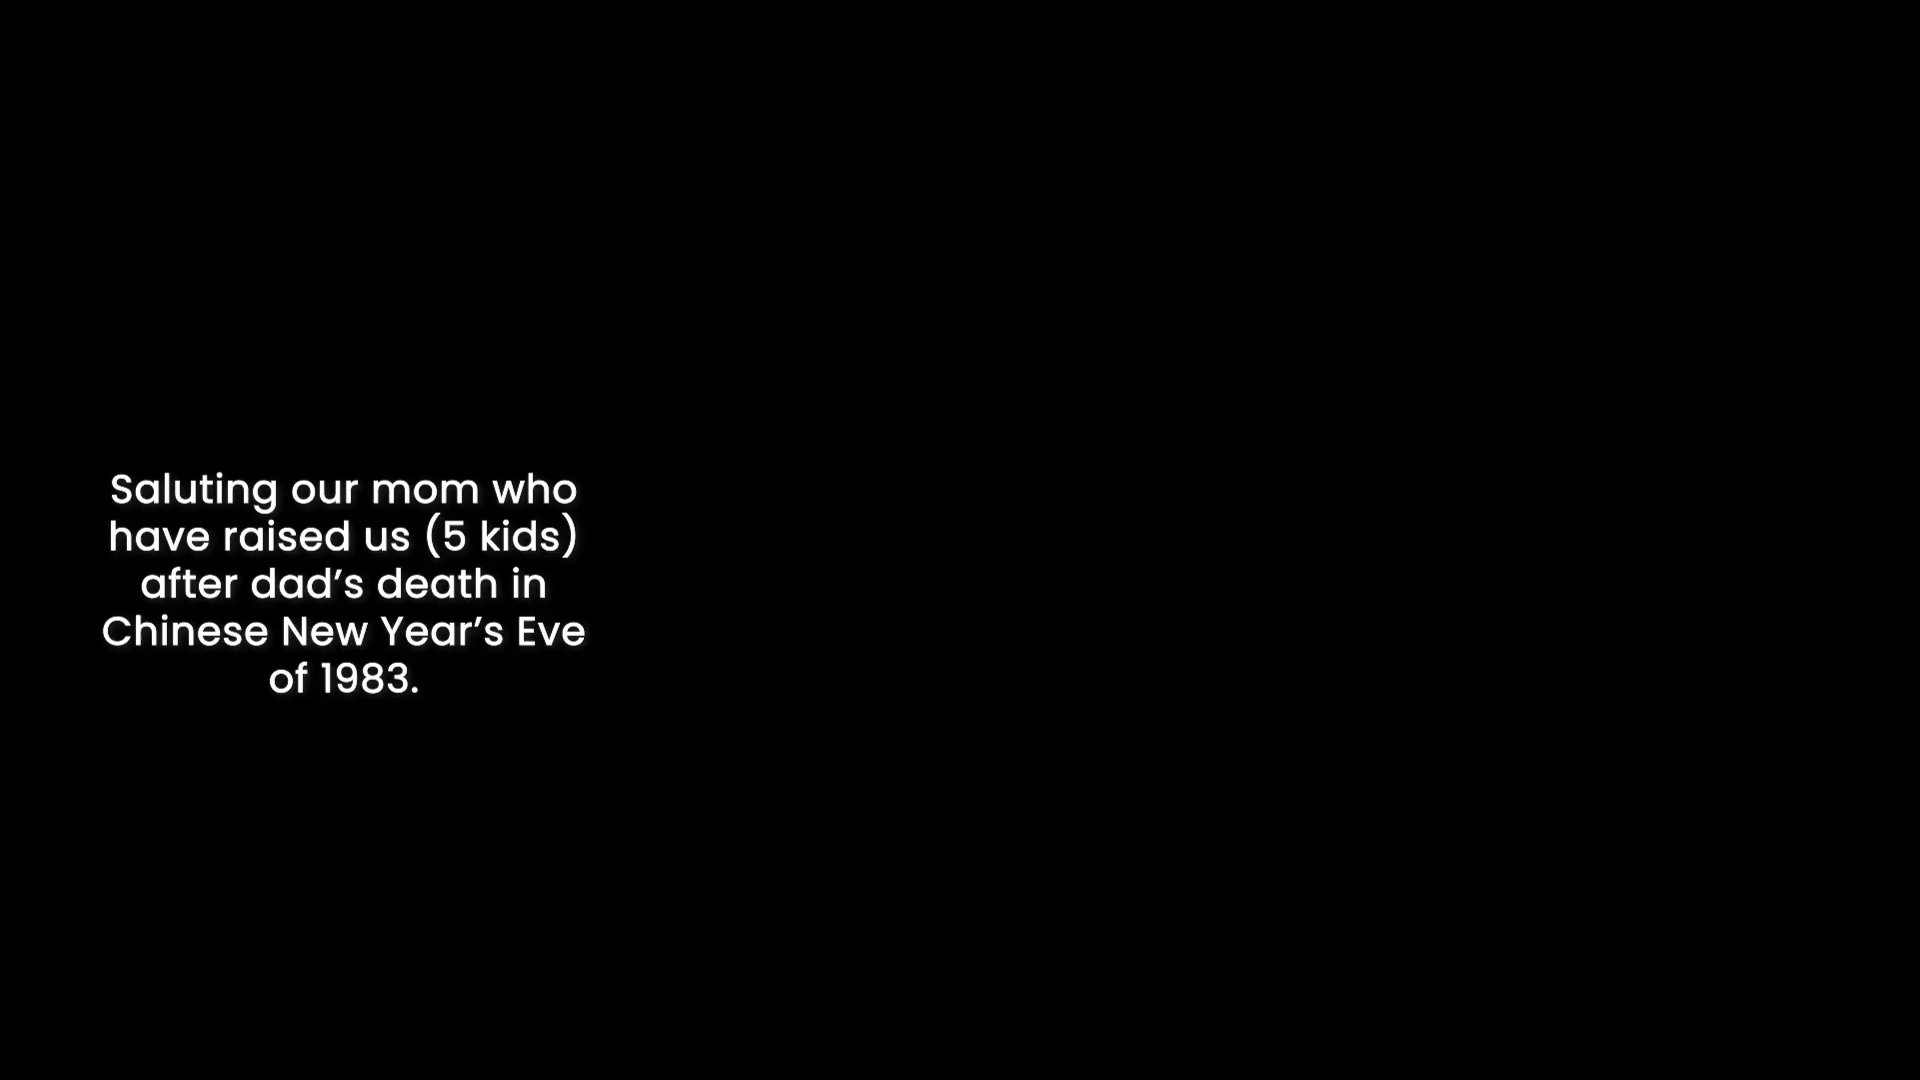 Saluting our mom who
have raised us (5 kids)
after dad’s death in
Chinese New Year’s Eve
of 1983.